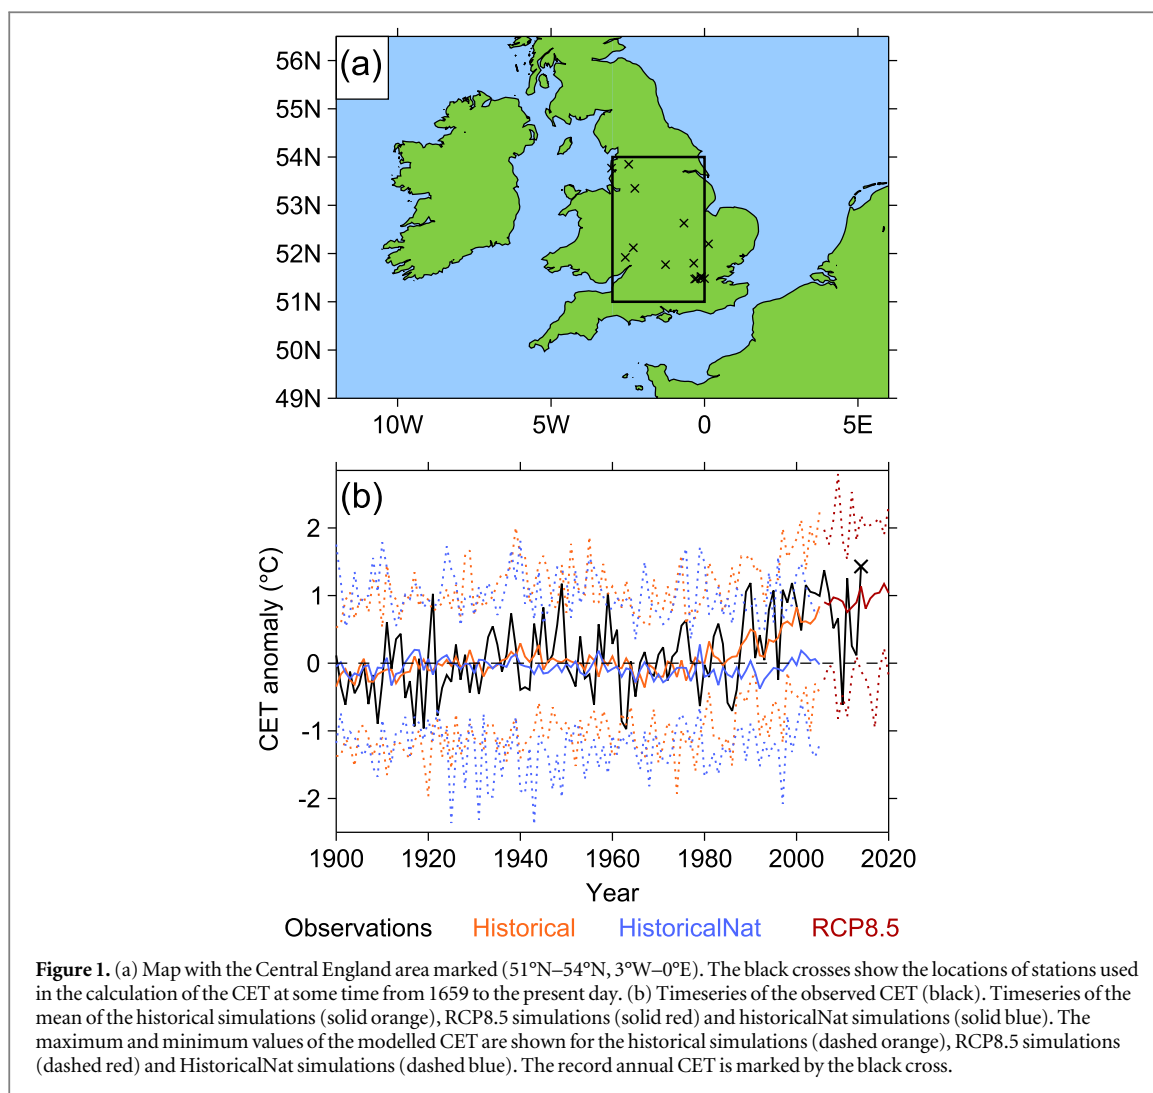 (a)
56N
55N
54N
53N
52N
51N
50N
49N
10W 5W 0 5E
(b)
CET anomaly (°C)
2
1
0
-1
-2
1900 1920 1940 1960 1980 2000 2020
Year
Observations Historical HistoricalNat RCP8.5
Figure 1. (a) Map with the Central England area marked (51°N–54°N, 3°W–0°E). The black crosses show the locations of stations used
in the calculation of the CET at some time from 1659 to the present day. (b) Timeseries of the observed CET (black). Timeseries of the
mean of the historical simulations (solid orange), RCP8.5 simulations (solid red) and historicalNat simulations (solid blue). The
maximum and minimum values of the modelled CET are shown for the historical simulations (dashed orange), RCP8.5 simulations
(dashed red) and HistoricalNat simulations (dashed blue). The record annual CET is marked by the black cross.